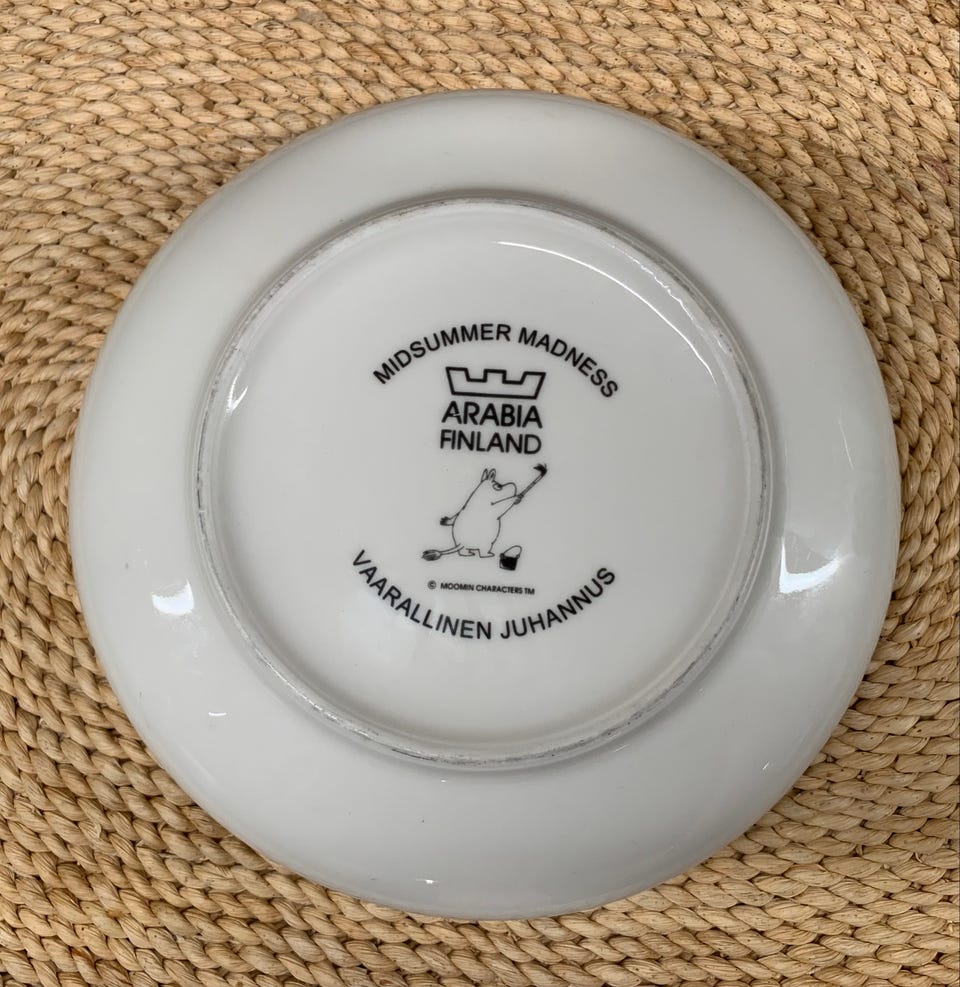 MIDSUMMER MADNESS
ARABIA
FINLAND
© MOOMIN CHARACTERS TM
VAARALLINEN JUHANNUS